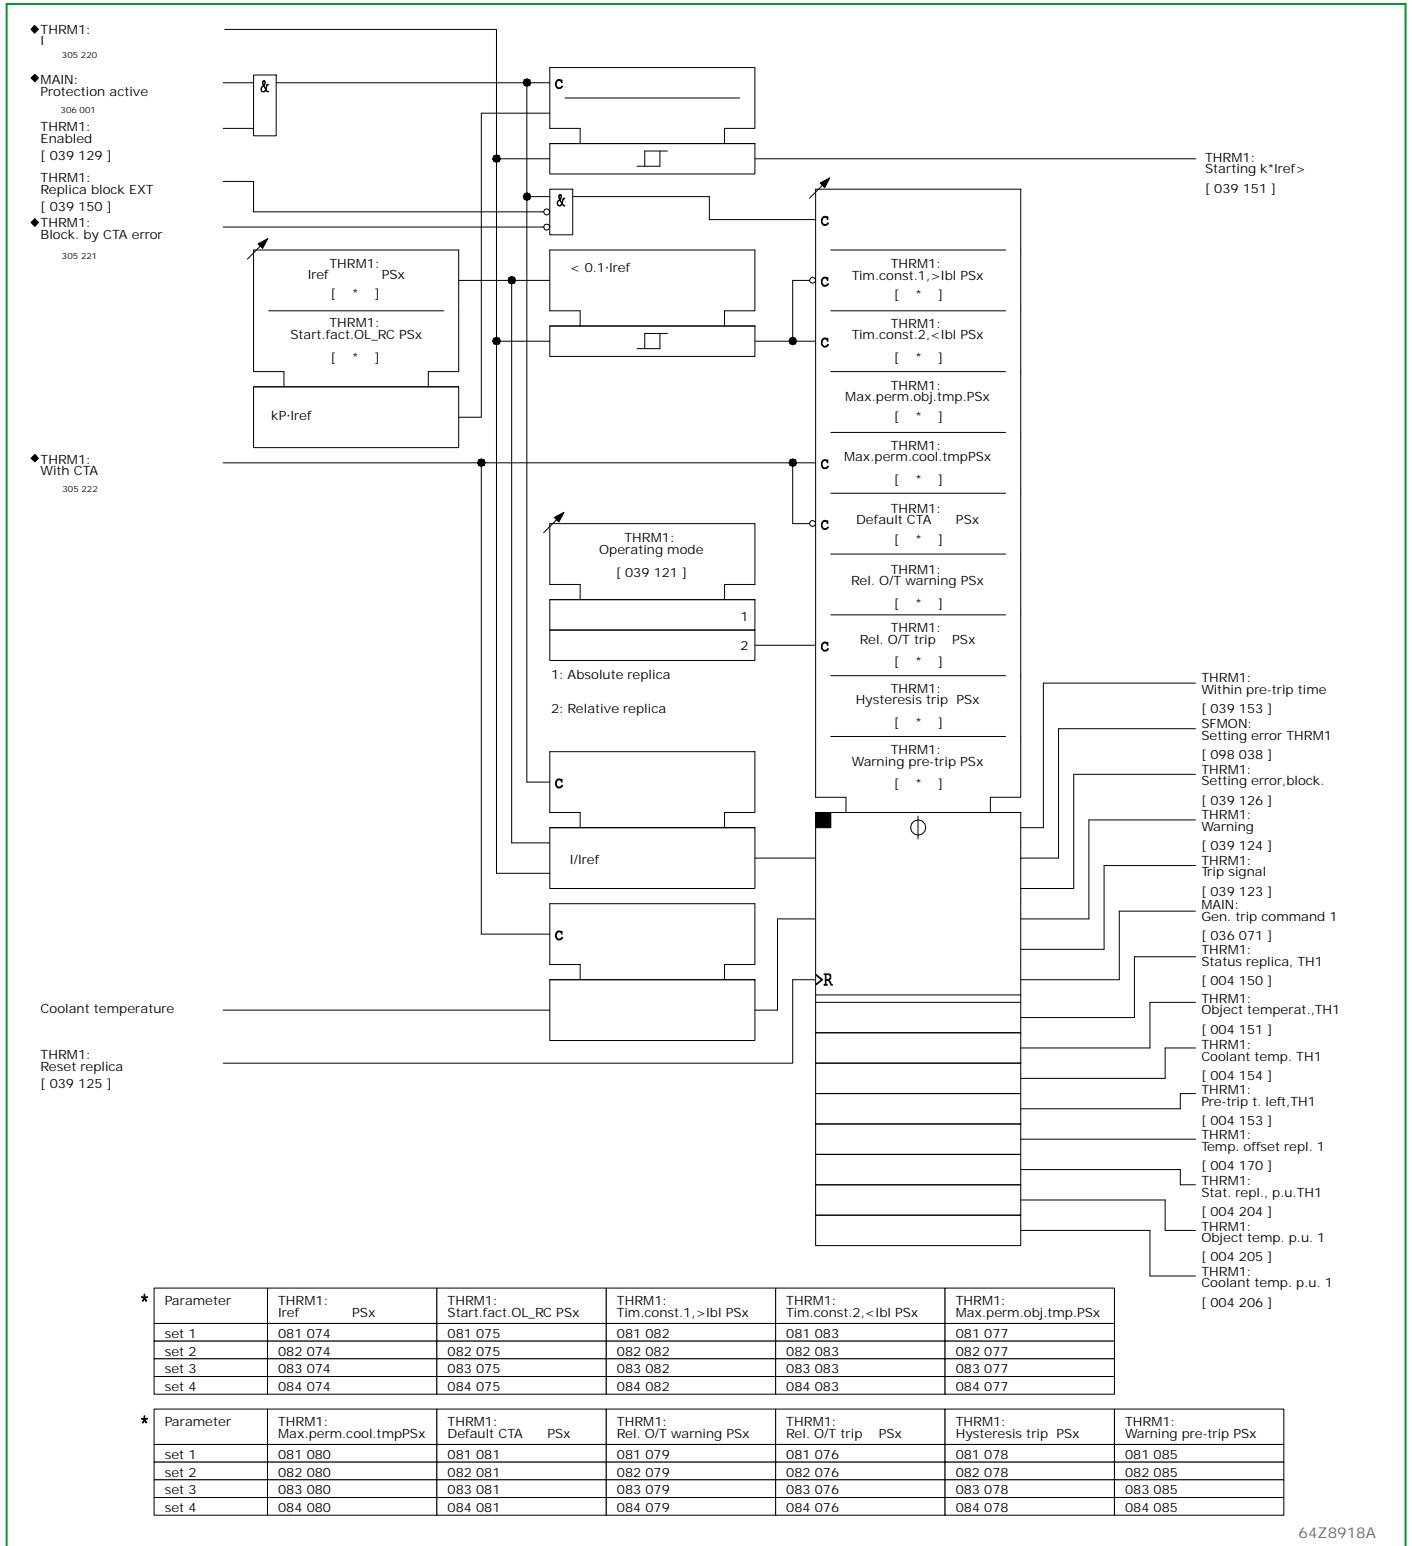 THRM1:
I
305 220
MAIN:
Protection active
306 001
THRM1:
Enabled
[ 039 129 ]
THRM1:
Replica block EXT
[ 039 150 ]
THRM1:
Block. by CTA error
305 221
&
C
THRM1:
Starting k*Iref>
[ 039 151 ]
&
THRM1:
Iref PSx
[ * ]
THRM1:
Start.fact.OL_RC PSx
[ * ]
kP·Iref
< 0.1·Iref
C
C
THRM1:
Tim.const.1,>Ibl PSx
[ * ]
C
THRM1:
Tim.const.2,<Ibl PSx
[ * ]
THRM1:
Max.perm.obj.tmp.PSx
[ * ]
THRM1:
With CTA
305 222
C
THRM1:
Max.perm.cool.tmpPSx
[ * ]
C
THRM1:
Default CTA PSx
[ * ]
THRM1:
Operating mode
[ 039 121 ]
1
2
1: Absolute replica
2: Relative replica
THRM1:
Rel. O/T warning PSx
[ * ]
C
THRM1:
Rel. O/T trip PSx
[ * ]
THRM1:
Hysteresis trip PSx
[ * ]
THRM1:
Warning pre-trip PSx
[ * ]
C
I/Iref
C
R
Coolant temperature
THRM1:
Reset replica
[ 039 125 ]
THRM1:
Within pre-trip time
[ 039 153 ]
SFMON:
Setting error THRM1
[ 098 038 ]
THRM1:
Setting error,block.
[ 039 126 ]
THRM1:
Warning
[ 039 124 ]
THRM1:
Trip signal
[ 039 123 ]
MAIN:
Gen. trip command 1
[ 036 071 ]
THRM1:
Status replica, TH1
[ 004 150 ]
THRM1:
Object temperat.,TH1
[ 004 151 ]
THRM1:
Coolant temp. TH1
[ 004 154 ]
THRM1:
Pre-trip t. left,TH1
[ 004 153 ]
THRM1:
Temp. offset repl. 1
[ 004 170 ]
THRM1:
Stat. repl., p.u.TH1
[ 004 204 ]
THRM1:
Object temp. p.u. 1
[ 004 205 ]
THRM1:
Coolant temp. p.u. 1
[ 004 206 ]
* Parameter THRM1: THRM1: THRM1: THRM1: THRM1:
Iref PSx Start.fact.OL_RC PSx Tim.const.1,>Ibl PSx Tim.const.2,<Ibl PSx Max.perm.obj.tmp.PSx
set 1 081 074 081 075 081 082 081 083 081 077
set 2 082 074 082 075 082 082 082 083 082 077
set 3 083 074 083 075 083 082 083 083 083 077
set 4 084 074 084 075 084 082 084 083 084 077
* Parameter THRM1: THRM1: THRM1: THRM1: THRM1: THRM1:
Max.perm.cool.tmpPSx Default CTA PSx Rel. O/T warning PSx Rel. O/T trip PSx Hysteresis trip PSx Warning pre-trip PSx
set 1 081 080 081 081 081 079 081 076 081 078 081 085
set 2 082 080 082 081 082 079 082 076 082 078 082 085
set 3 083 080 083 081 083 079 083 076 083 078 083 085
set 4 084 080 084 081 084 079 084 076 084 078 084 085
64Z8918A